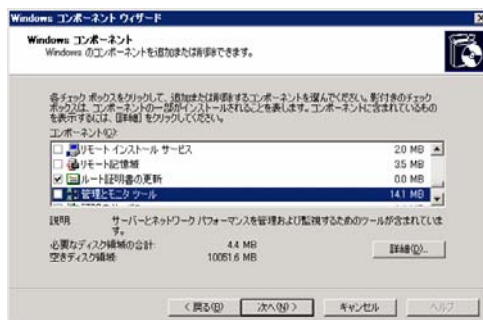 Windows コンポーネント ウィザード
Windows コンポーネント
Windows のコンポーネントを追加または削除できます。
各チェック ボックスをクリックして、追加または削除するコンポーネントを選んでください。影付きのチェック
ボックスは、コンポーネントの一部がインストールされることを表します。コンポーネントに含まれているもの
を表示するには、[詳細] をクリックしてください。
コンポーネント(C):
リモート インストール サービス 2.0 MB
リモート記憶域 3.5 MB
ルート証明書の更新 0.0 MB
管理とモニタ ツール 14.1 MB
説明: サーバーとネットワーク パフォーマンスを管理および監視するためのツールが含まれていま
す。
必要なディスク領域の合計: 4.4 MB
空きディスク領域: 10051.6 MB
詳細(D)...
< 戻る(B)
次へ(N) >
キャンセル
ヘルプ